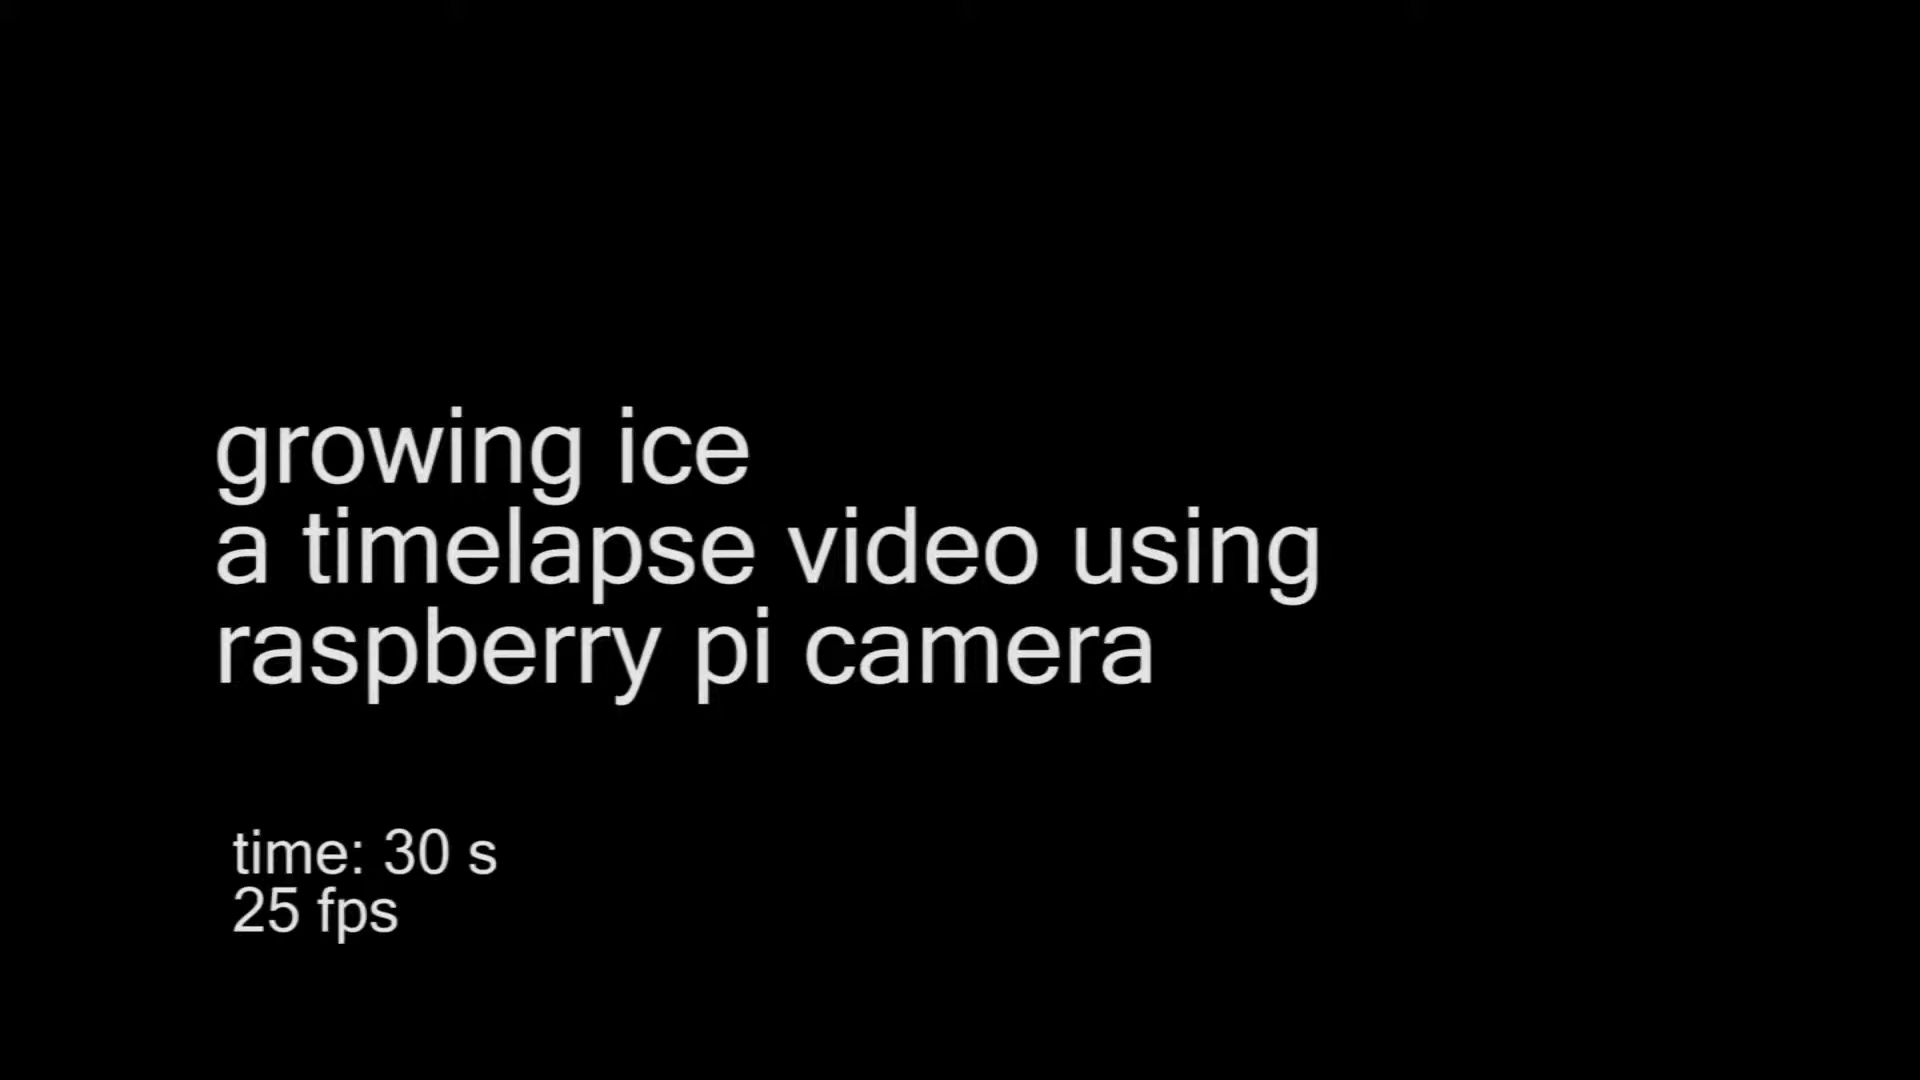 growing ice
a timelapse video using
raspberry pi camera
time: 30 s
25 fps